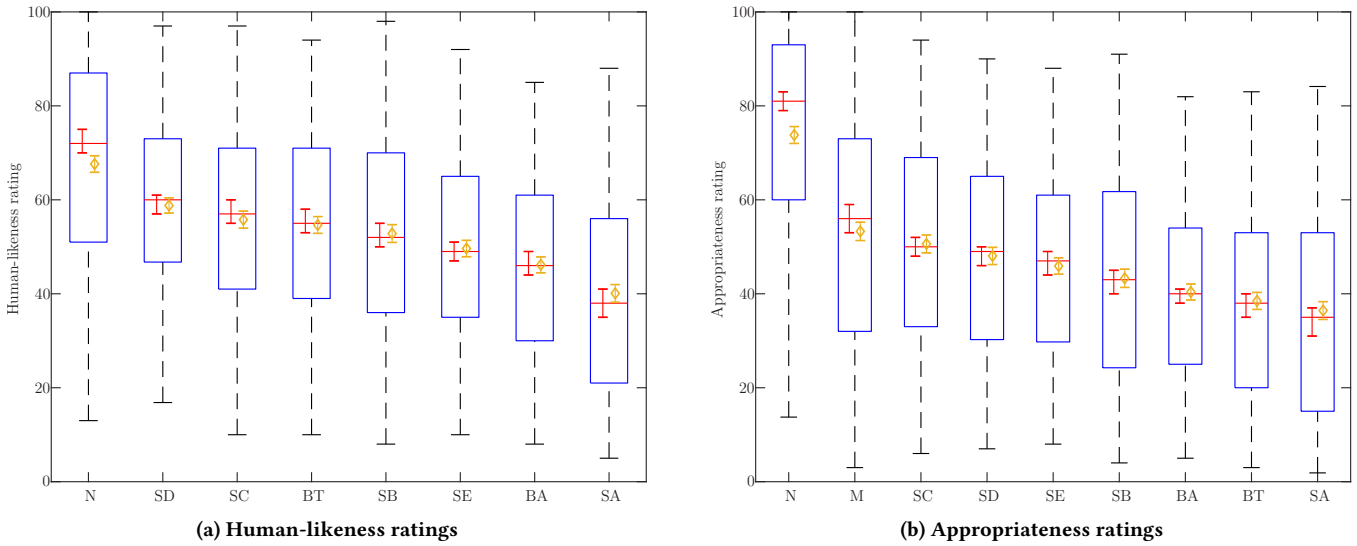 100
80
60
40
20
0
Human-likeness rating
N SD SC BT SB SE BA SA
(a) Human-likeness ratings
100
80
60
40
20
0
Appropriateness rating
N M SC SD SE SB BA BT SA
(b) Appropriateness ratings